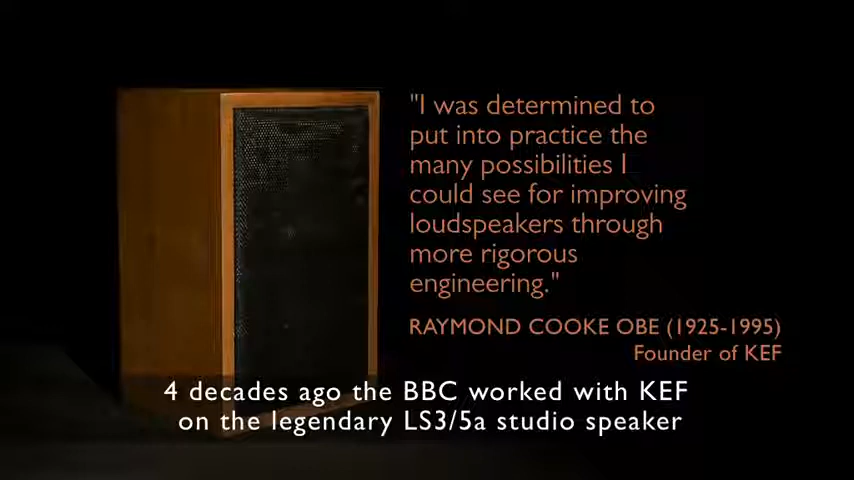 "I was determined to
put into practice the
many possibilities I
could see for improving
loudspeakers through
more rigorous
engineering."
RAYMOND COOKE OBE (1925-1995)
Founder of KEF
4 decades ago the BBC worked with KEF
on the legendary LS3/5a studio speaker